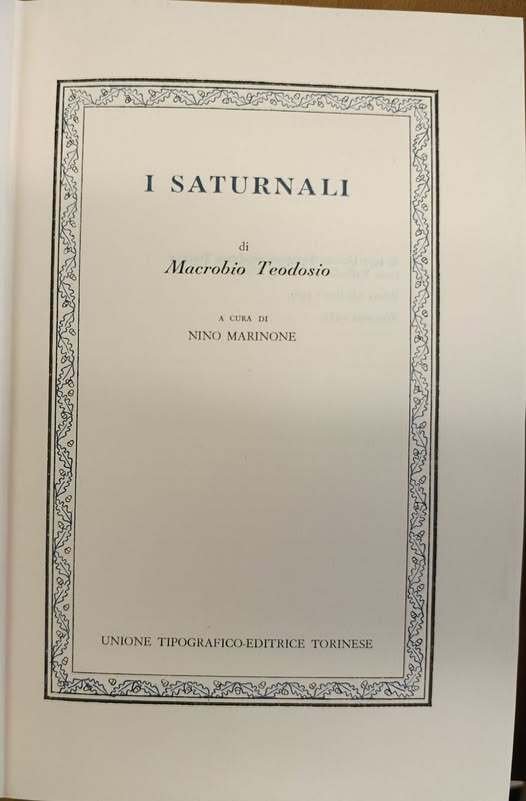 I SATURNALI
di
Macrobio Teodosio
A CURA DI
NINO MARINONE
UNIONE TIPOGRAFICO-EDITRICE TORINESE